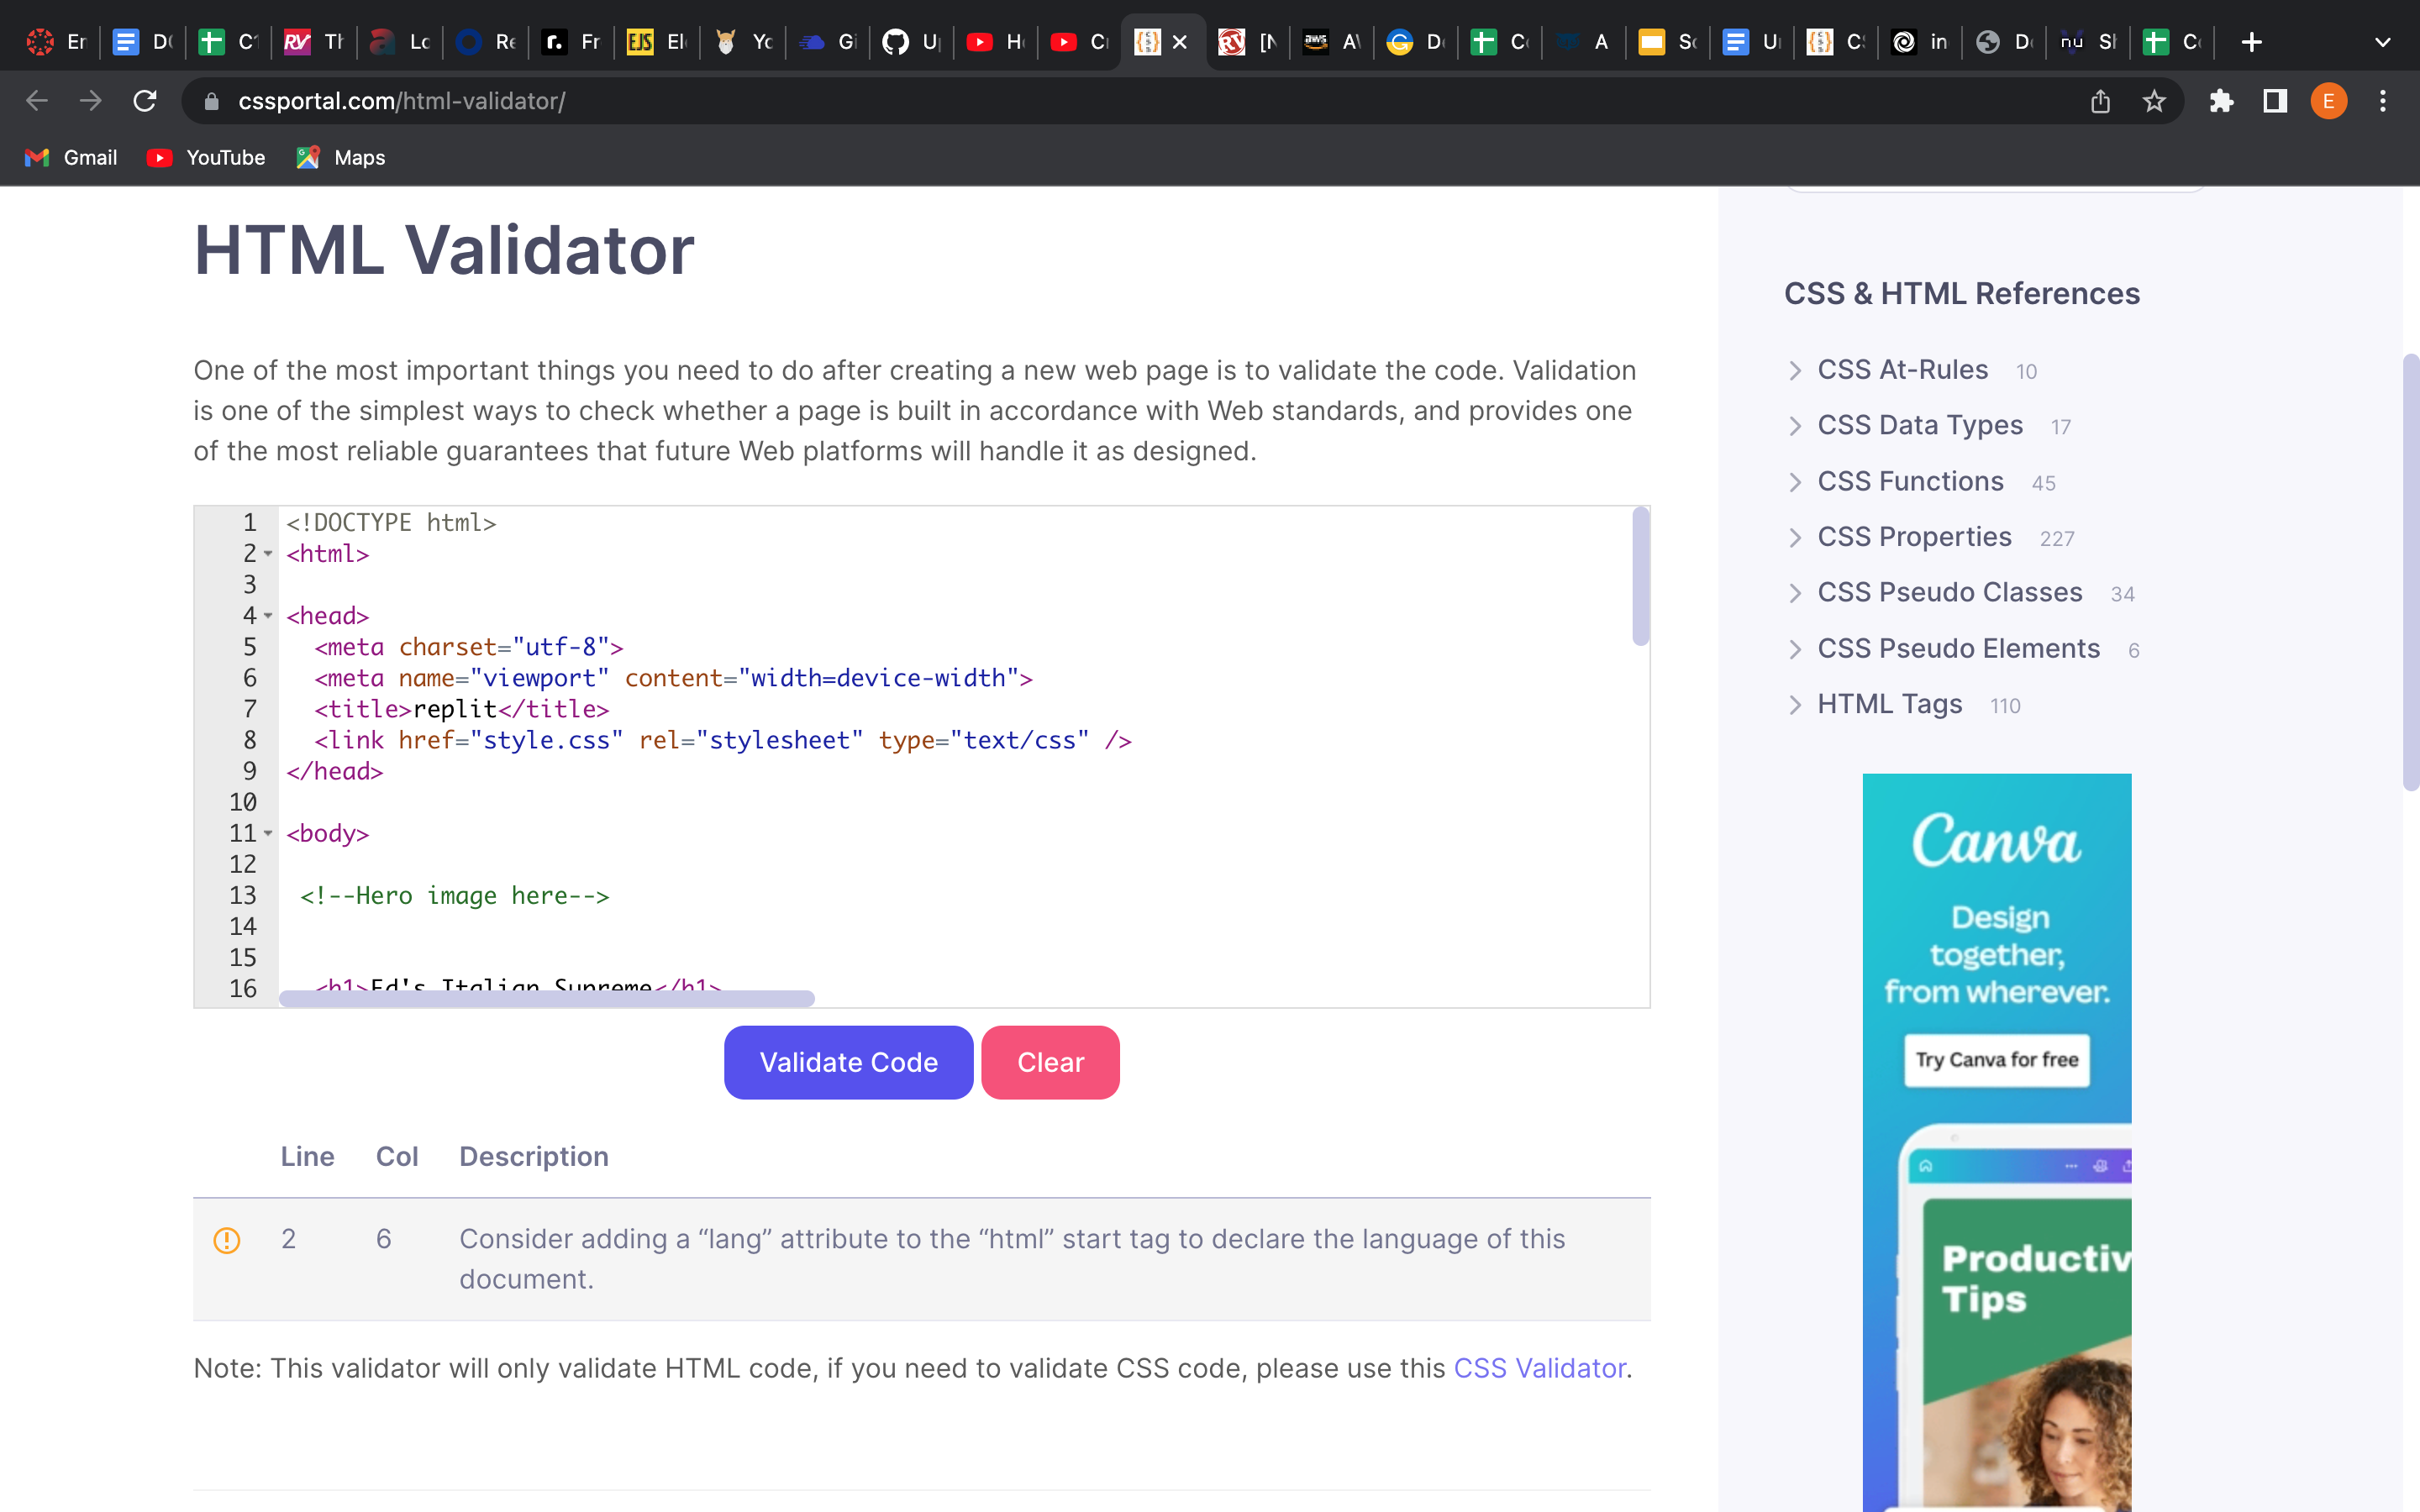 En
DO
C1
Th
Lo
Re
Fr
El
Yo
Gi
U
H
C
[N
A
D
C
A
S
U
C
in
D
S
C
cssportal.com/html-validator/
E
Gmail YouTube Maps
HTML Validator
One of the most important things you need to do after creating a new web page is to validate the code. Validation
is one of the simplest ways to check whether a page is built in accordance with Web standards, and provides one
of the most reliable guarantees that future Web platforms will handle it as designed.
1 <!DOCTYPE html>
2 <html>
3
4 <head>
5 <meta charset="utf-8">
6 <meta name="viewport" content="width=device-width">
7 <title>replit</title>
8 <link href="style.css" rel="stylesheet" type="text/css" />
9 </head>
10
11 <body>
12
13 <!--Hero image here-->
14
15
16 <h1>Ed's Italian Supreme</h1>
Validate Code Clear
Line Col Description
2 6 Consider adding a “lang” attribute to the “html” start tag to declare the language of this
document.
Note: This validator will only validate HTML code, if you need to validate CSS code, please use this CSS Validator.
CSS & HTML References
CSS At-Rules 10
CSS Data Types 17
CSS Functions 45
CSS Properties 227
CSS Pseudo Classes 34
CSS Pseudo Elements 6
HTML Tags 110
Canva
Design
together,
from wherever.
Try Canva for free
Productiv
Tips